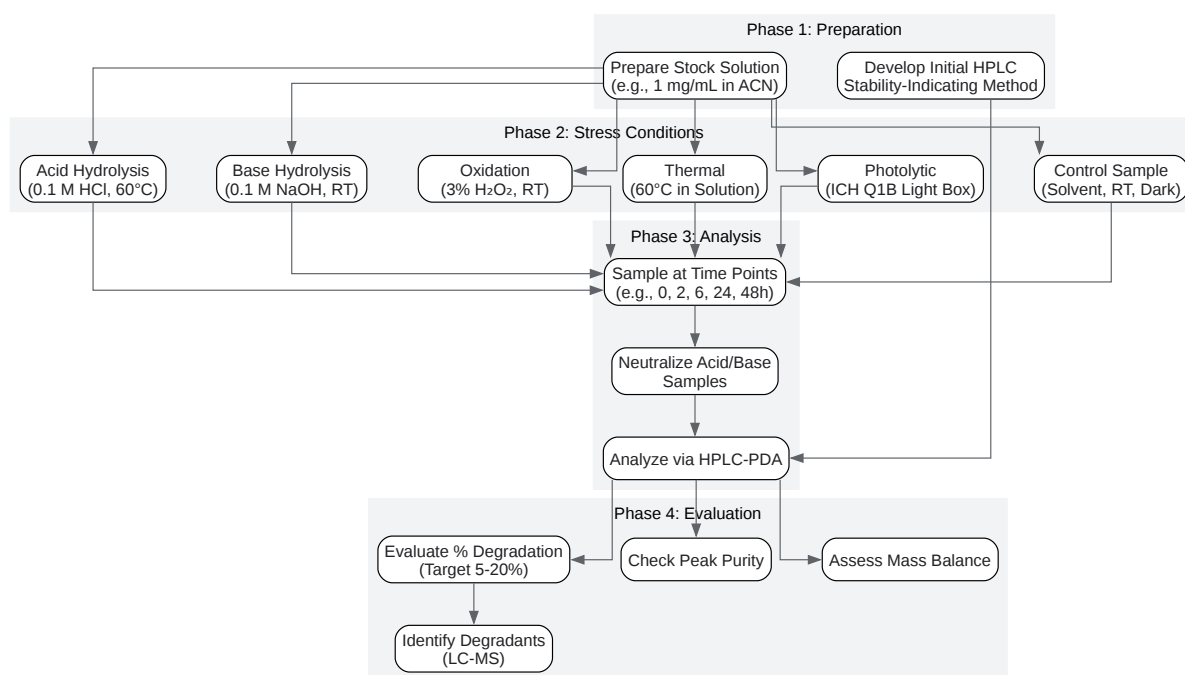 Phase 1: Preparation
Prepare Stock Solution
(e.g., 1 mg/mL in ACN)
Develop Initial HPLC
Stability-Indicating Method
Phase 2: Stress Conditions
Acid Hydrolysis
(0.1 M HCl, 60°C)
Base Hydrolysis
(0.1 M NaOH, RT)
Oxidation
(3% H₂O₂, RT)
Thermal
(60°C in Solution)
Photolytic
(ICH Q1B Light Box)
Control Sample
(Solvent, RT, Dark)
Phase 3: Analysis
Sample at Time Points
(e.g., 0, 2, 6, 24, 48h)
Neutralize Acid/Base
Samples
Analyze via HPLC-PDA
Phase 4: Evaluation
Evaluate % Degradation
(Target 5-20%)
Check Peak Purity
Assess Mass Balance
Identify Degradants
(LC-MS)